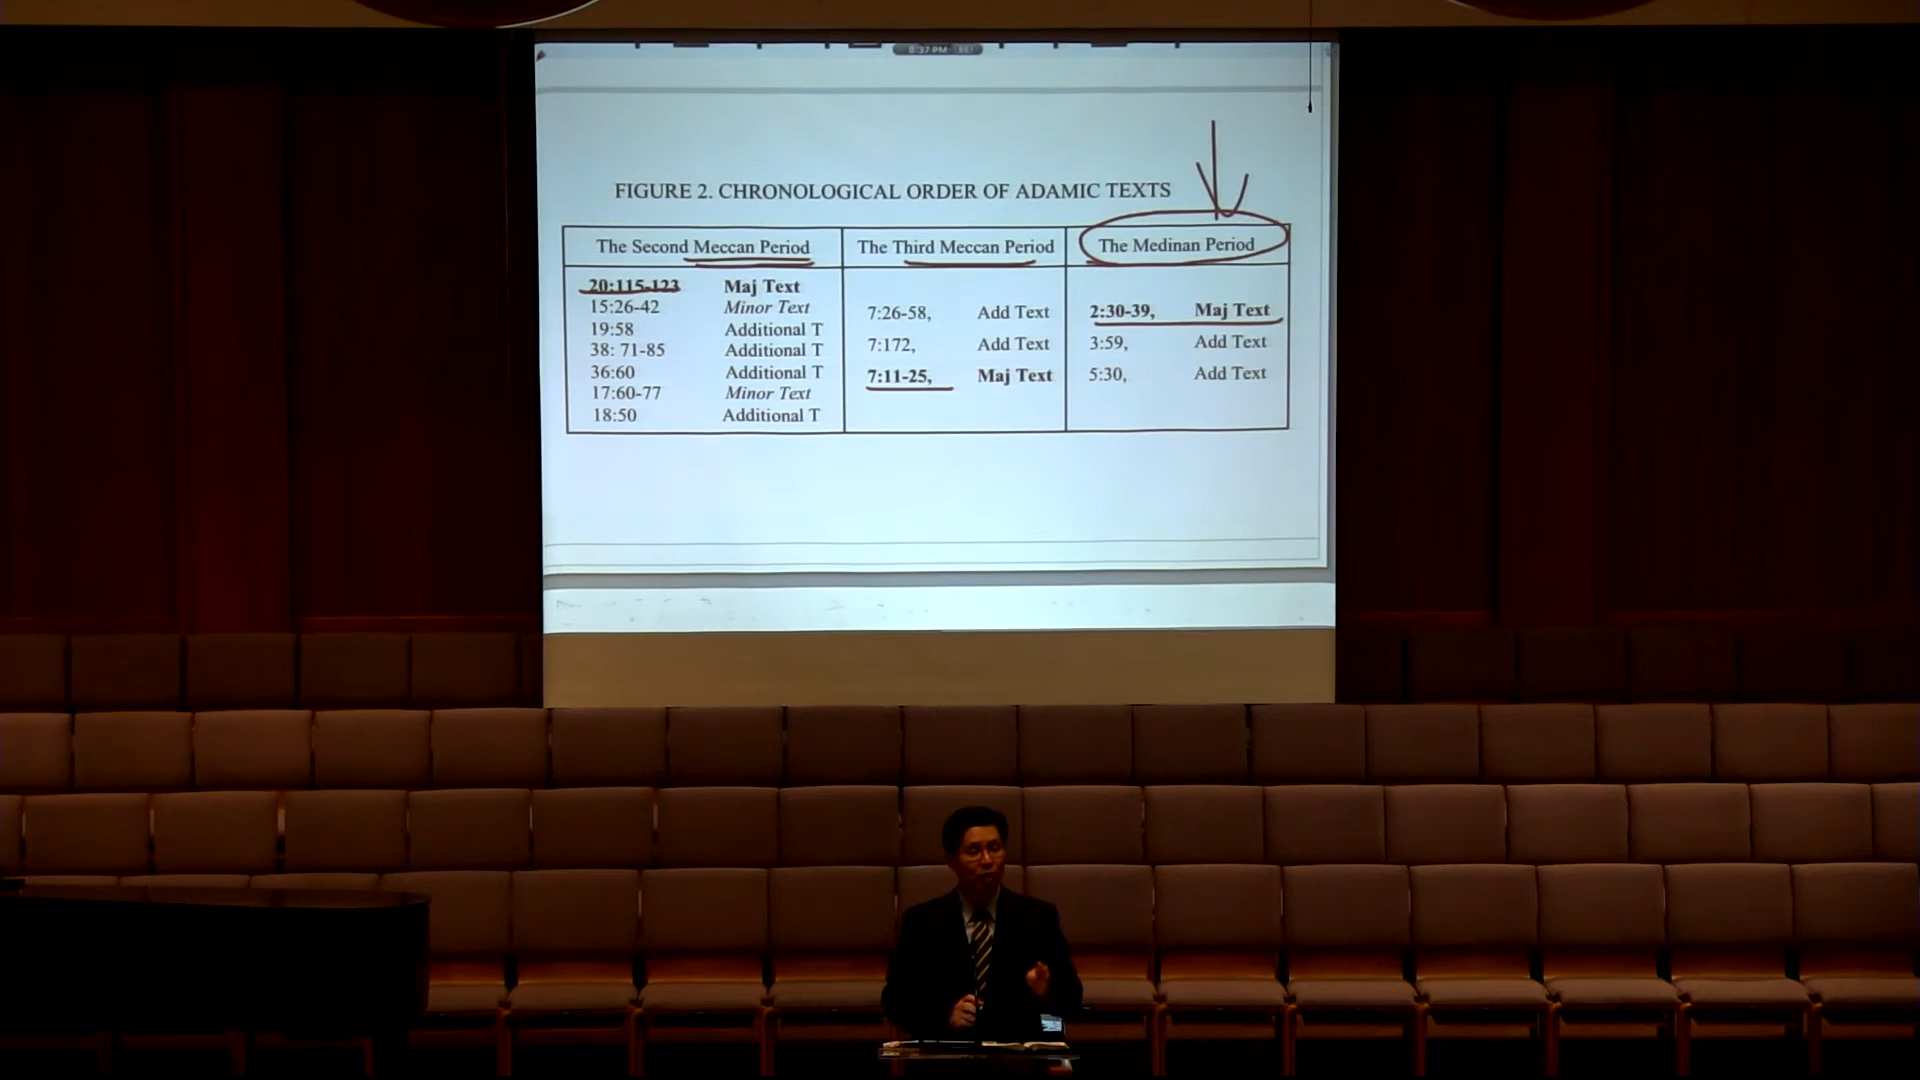 8:37 PM
FIGURE 2. CHRONOLOGICAL ORDER OF ADAMIC TEXTS
The Second Meccan Period The Third Meccan Period The Medinan Period
20:115-123 Maj Text
15:26-42 Minor Text
19:58 Additional T
38: 71-85 Additional T
36:60 Additional T
17:60-77 Minor Text
18:50 Additional T
7:26-58, Add Text
7:172, Add Text
7:11-25, Maj Text
2:30-39, Maj Text
3:59, Add Text
5:30, Add Text